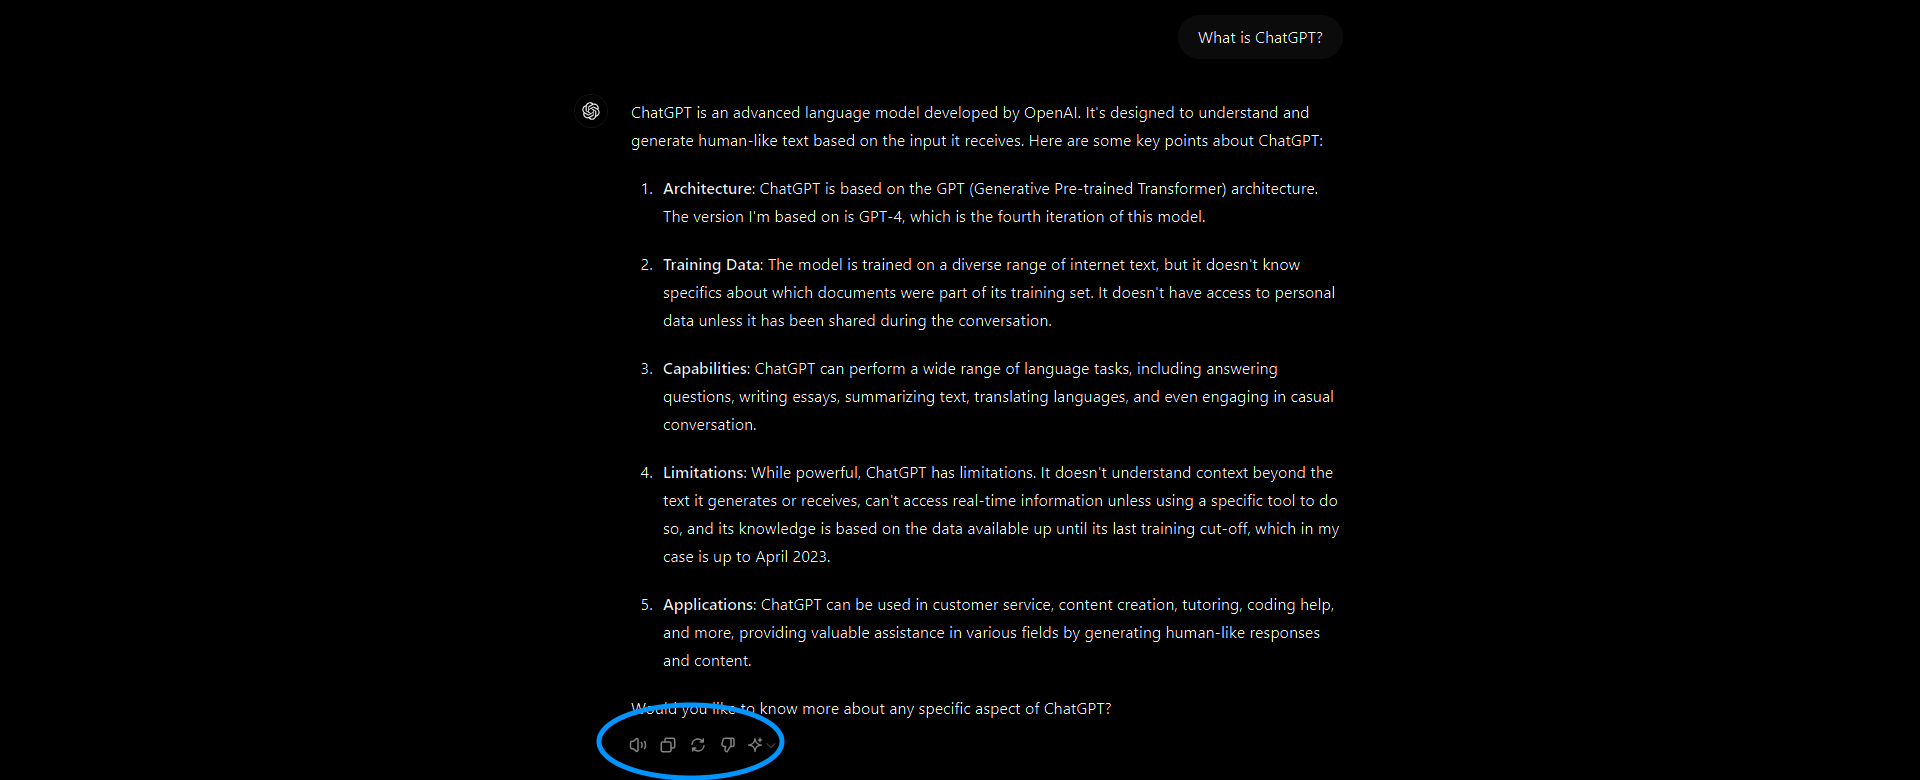 What is ChatGPT?
ChatGPT is an advanced language model developed by OpenAI. It's designed to understand and
generate human-like text based on the input it receives. Here are some key points about ChatGPT:
1. Architecture: ChatGPT is based on the GPT (Generative Pre-trained Transformer) architecture.
The version I'm based on is GPT-4, which is the fourth iteration of this model.
2. Training Data: The model is trained on a diverse range of internet text, but it doesn't know
specifics about which documents were part of its training set. It doesn't have access to personal
data unless it has been shared during the conversation.
3. Capabilities: ChatGPT can perform a wide range of language tasks, including answering
questions, writing essays, summarizing text, translating languages, and even engaging in casual
conversation.
4. Limitations: While powerful, ChatGPT has limitations. It doesn't understand context beyond the
text it generates or receives, can't access real-time information unless using a specific tool to do
so, and its knowledge is based on the data available up until its last training cut-off, which in my
case is up to April 2023.
5. Applications: ChatGPT can be used in customer service, content creation, tutoring, coding help,
and more, providing valuable assistance in various fields by generating human-like responses
and content.
Would you like to know more about any specific aspect of ChatGPT?